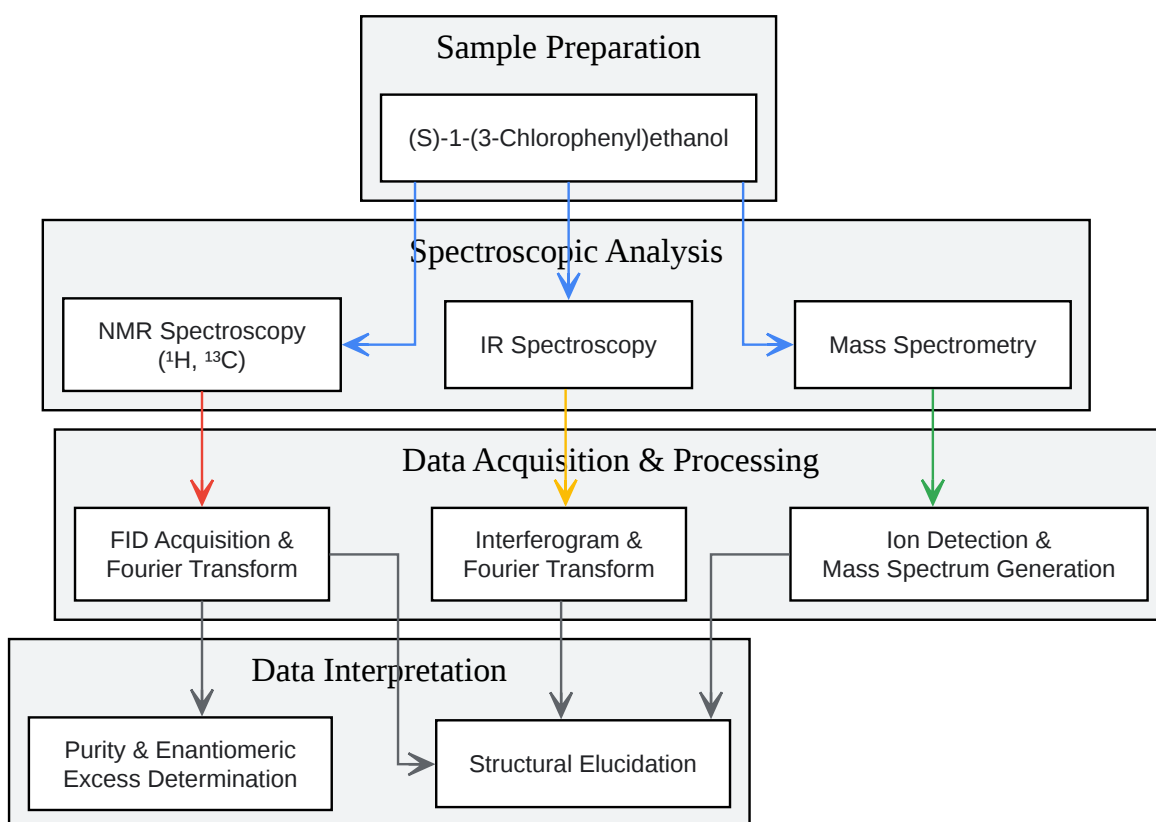 Sample Preparation
(S)-1-(3-Chlorophenyl)ethanol
Spectroscopic Analysis
NMR Spectroscopy
(¹H, ¹³C)
IR Spectroscopy
Mass Spectrometry
Data Acquisition & Processing
FID Acquisition &
Fourier Transform
Interferogram &
Fourier Transform
Ion Detection &
Mass Spectrum Generation
Data Interpretation
Purity & Enantiomeric
Excess Determination
Structural Elucidation